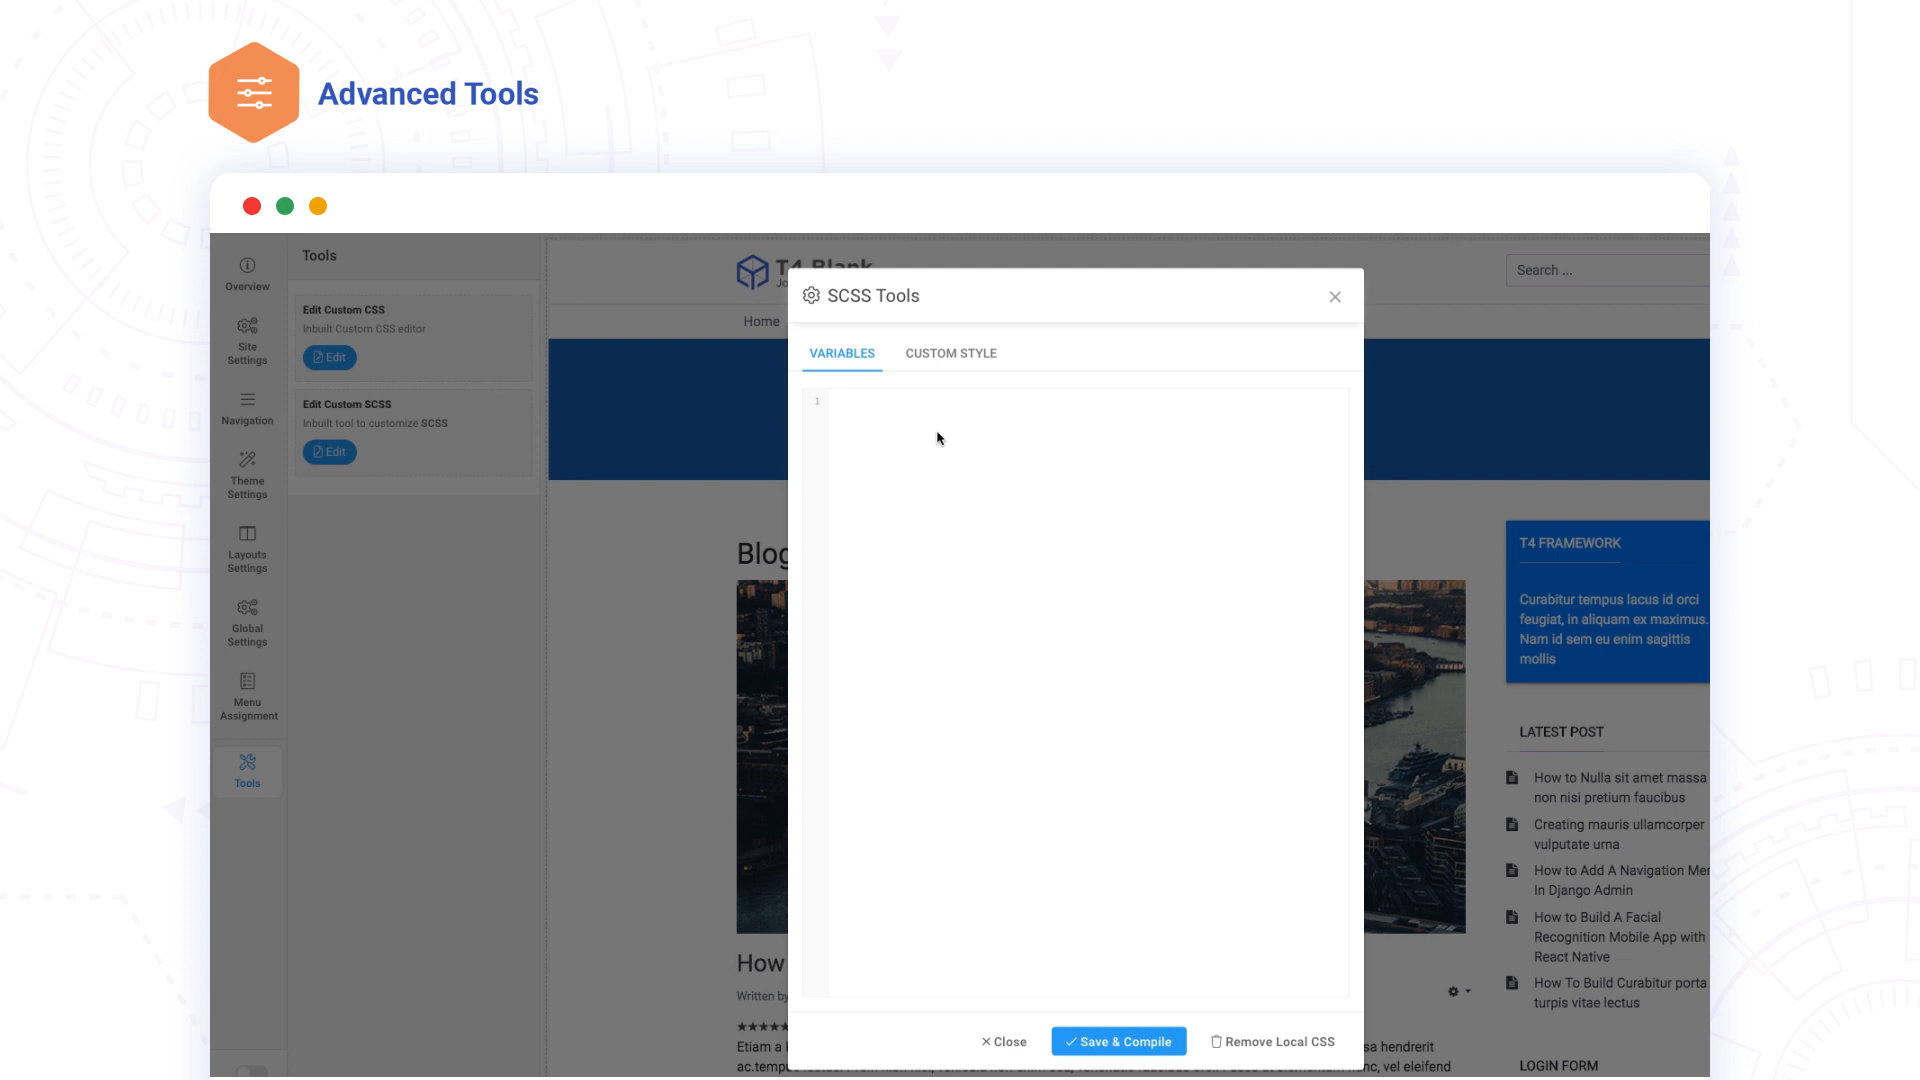 Advanced Tools
Tools
Overview
Site
Settings
Navigation
Theme
Settings
Layouts
Settings
Global
Settings
Menu
Assignment
Tools
Edit Custom CSS
Inbuilt Custom CSS editor
Edit
Edit Custom SCSS
Inbuilt tool to customize SCSS
Edit
T4 Blank
Search ...
Home
SCSS Tools
VARIABLES
CUSTOM STYLE
1
Close
Save & Compile
Remove Local CSS
Blog
How
Written by
Etiam a
sa hendrerit
ac.temp
nc, vel eleifend
T4 FRAMEWORK
Curabitur tempus lacus id orci
feugiat, in aliquam ex maximus.
Nam id sem eu enim sagittis
mollis
LATEST POST
How to Nulla sit amet massa
non nisi pretium faucibus
Creating mauris ullamcorper
vulputate urna
How to Add A Navigation Me
In Django Admin
How to Build A Facial
Recognition Mobile App with
React Native
How To Build Curabitur porta
turpis vitae lectus
LOGIN FORM